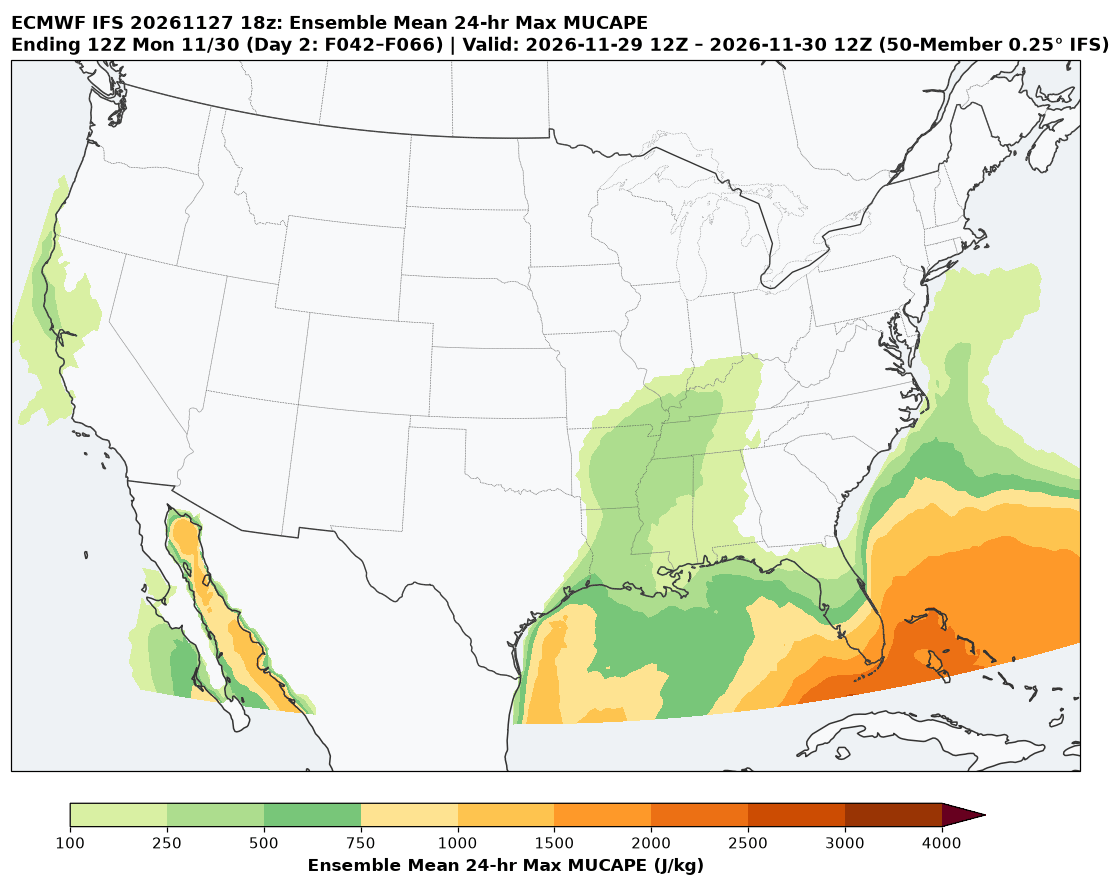 ECMWF IFS 20261127 18z: Ensemble Mean 24-hr Max MUCAPE
Ending 12Z Mon 11/30 (Day 2: F042–F066) | Valid: 2026-11-29 12Z – 2026-11-30 12Z (50-Member 0.25° IFS)
100 250 500 750 1000 1500 2000 2500 3000 4000
Ensemble Mean 24-hr Max MUCAPE (J/kg)